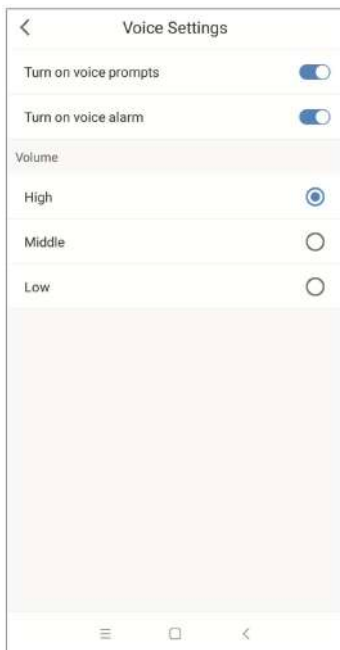 Voice Settings
Turn on voice prompts
Turn on voice alarm
Volume
High
Middle
Low